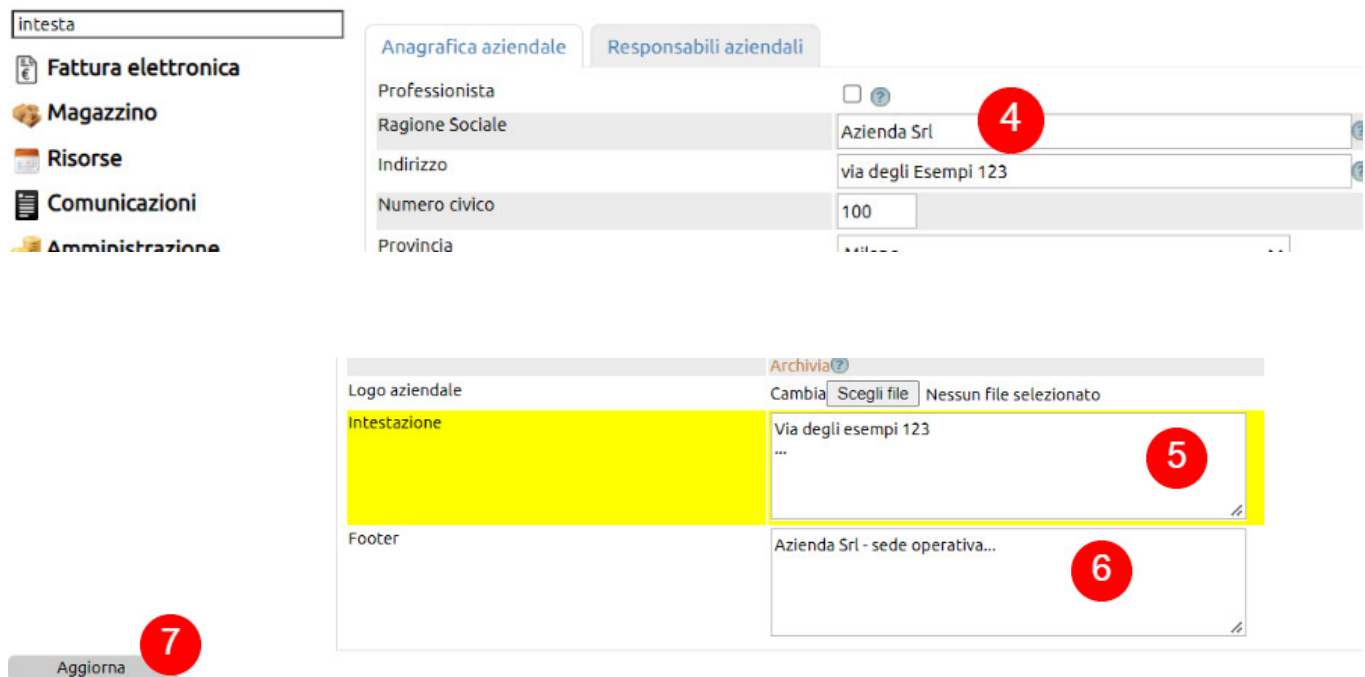 intesta
Fattura elettronica
Magazzino
Risorse
Comunicazioni
Amministrazione
Anagrafica aziendale
Responsabili aziendali
Professionista
Ragione Sociale
Azienda Srl
4
Indirizzo
via degli Esempi 123
Numero civico
100
Provincia
Milano
Archivia
Logo aziendale
Cambia Scegli file Nessun file selezionato
Intestazione
Via degli esempi 123
...
5
Footer
Azienda Srl - sede operativa...
6
7
Aggiorna